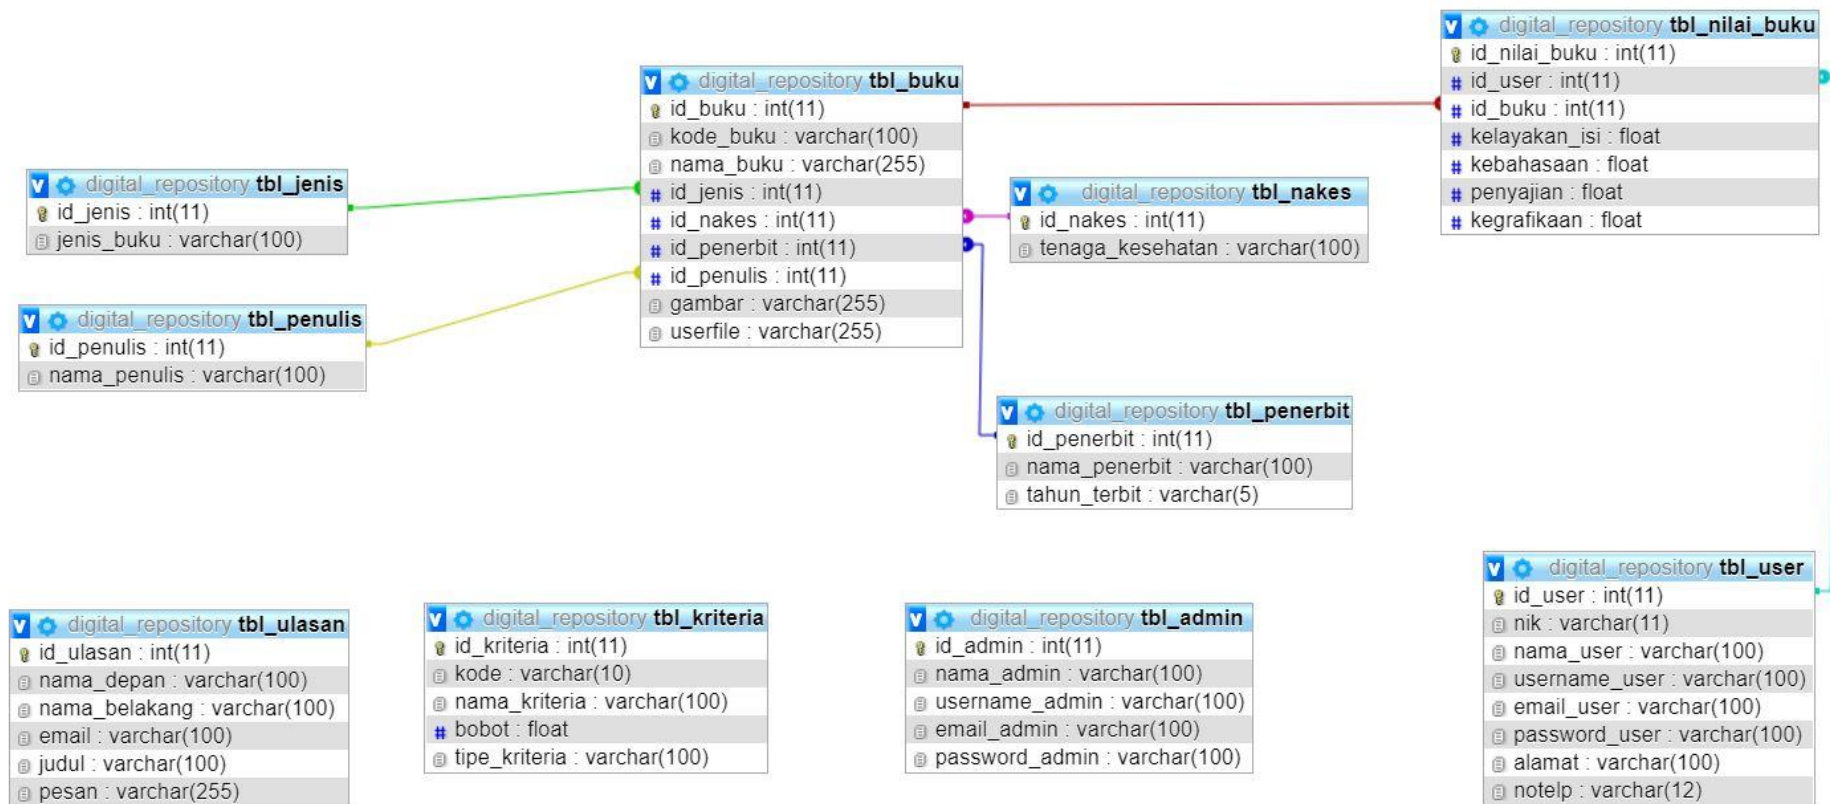 digital_repository tbl_jenis
id_jenis : int(11)
jenis_buku : varchar(100)
digital_repository tbl_penulis
id_penulis : int(11)
nama_penulis : varchar(100)
digital_repository tbl_buku
id_buku : int(11)
kode_buku : varchar(100)
nama_buku : varchar(255)
id_jenis : int(11)
id_nakes : int(11)
id_penerbit : int(11)
id_penulis : int(11)
gambar : varchar(255)
userfile : varchar(255)
digital_repository tbl_nakes
id_nakes : int(11)
tenaga_kesehatan : varchar(100)
digital_repository tbl_penerbit
id_penerbit : int(11)
nama_penerbit : varchar(100)
tahun_terbit : varchar(5)
digital_repository tbl_nilai_buku
id_nilai_buku : int(11)
id_user : int(11)
id_buku : int(11)
kelayakan_isi : float
kebahasaan : float
penyajian : float
kegrafikaan : float
digital_repository tbl_ulasan
id_ulasan : int(11)
nama_depan : varchar(100)
nama_belakang : varchar(100)
email : varchar(100)
judul : varchar(100)
pesan : varchar(255)
digital_repository tbl_kriteria
id_kriteria : int(11)
kode : varchar(10)
nama_kriteria : varchar(100)
bobot : float
tipe_kriteria : varchar(100)
digital_repository tbl_admin
id_admin : int(11)
nama_admin : varchar(100)
username_admin : varchar(100)
email_admin : varchar(100)
password_admin : varchar(100)
digital_repository tbl_user
id_user : int(11)
nik : varchar(11)
nama_user : varchar(100)
username_user : varchar(100)
email_user : varchar(100)
password_user : varchar(100)
alamat : varchar(100)
notelp : varchar(12)